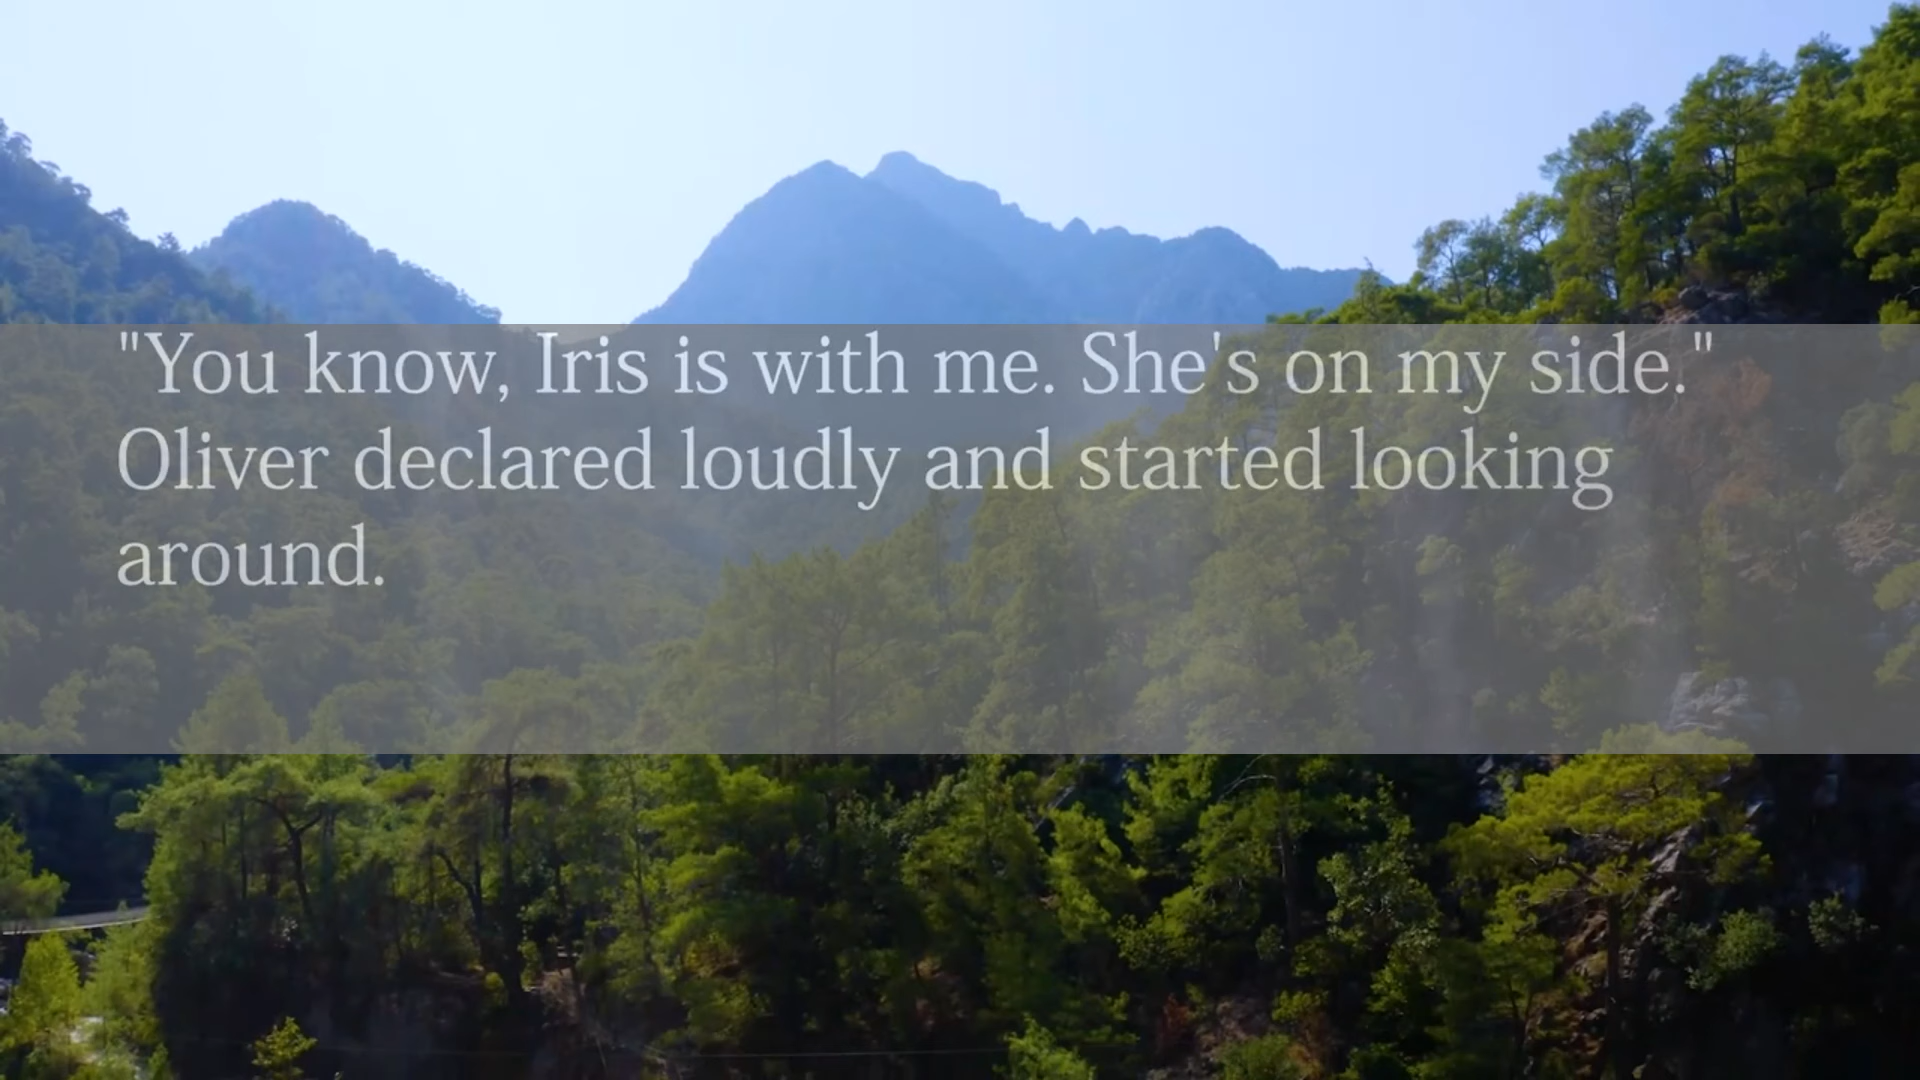 "You know, Iris is with me. She's on my side."
Oliver declared loudly and started looking
around.